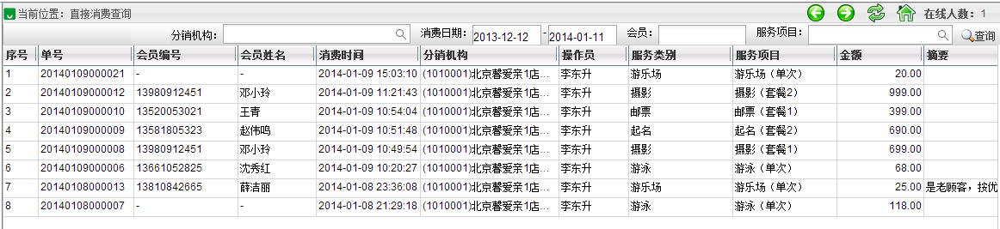 当前位置：直接消费查询 在线人数：1
分销机构： 消费日期： 2013-12-12 - 2014-01-11 会员： 服务项目： 查询
序号 单号 会员编号 会员姓名 消费时间 分销机构 操作员 服务类别 服务项目 金额 摘要
1 20140109000021 - - 2014-01-09 15:03:10 (1010001)北京馨爱亲1店... 李东升 游乐场 游乐场（单次） 20.00
2 20140109000012 13980912451 邓小玲 2014-01-09 11:21:43 (1010001)北京馨爱亲1店... 李东升 摄影 摄影（套餐2） 999.00
3 20140109000010 13520053021 王青 2014-01-09 10:54:04 (1010001)北京馨爱亲1店... 李东升 邮票 邮票（套餐1） 399.00
4 20140109000009 13581805323 赵伟鸣 2014-01-09 10:51:48 (1010001)北京馨爱亲1店... 李东升 起名 起名（套餐2） 690.00
5 20140109000008 13980912451 邓小玲 2014-01-09 10:49:54 (1010001)北京馨爱亲1店... 李东升 摄影 摄影（套餐1） 699.00
6 20140109000006 13661052825 沈秀红 2014-01-09 10:20:27 (1010001)北京馨爱亲1店... 李东升 游泳 游泳（单次） 68.00
7 20140108000013 13810842665 薛洁丽 2014-01-08 23:36:08 (1010001)北京馨爱亲1店... 李东升 游乐场 游乐场（单次） 25.00 是老顾客，按优
8 20140108000007 - - 2014-01-08 21:29:18 (1010001)北京馨爱亲1店... 李东升 游泳 游泳（单次） 118.00